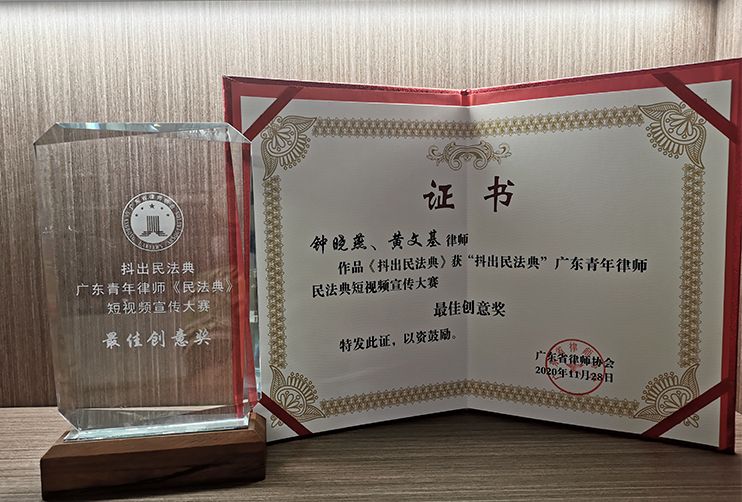 抖出民法典
广东青年律师《民法典》
短视频宣传大赛
最佳创意奖
证书
钟晓燕、黄文基律师
作品《抖出民法典》获“抖出民法典”广东青年律师
民法典短视频宣传大赛
最佳创意奖
特发此证，以资鼓励。
广东省律师协会
2020年11月28日